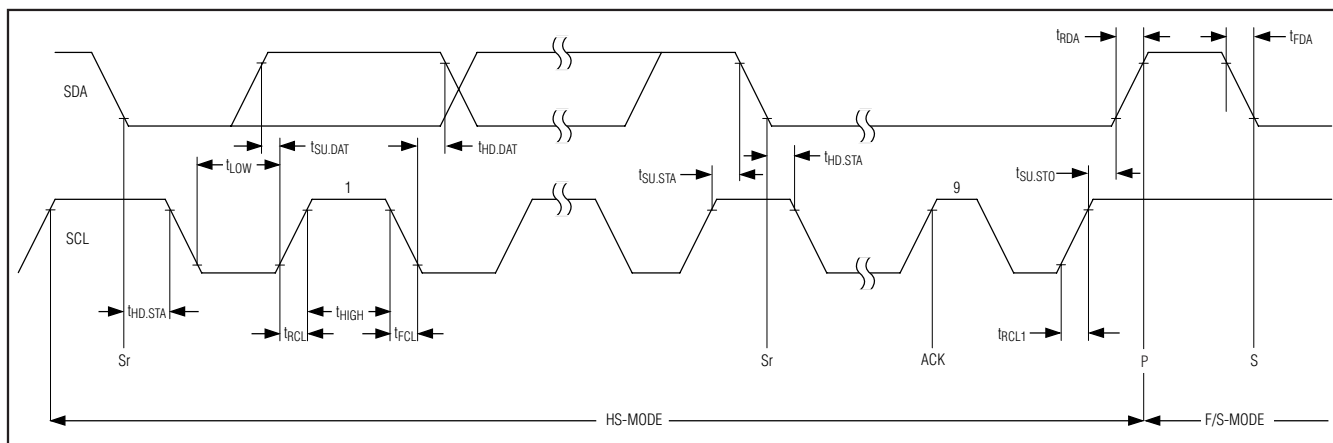 tRDA
tFDA
SDA
tSU.DAT
tHD.DAT
tLOW
tHD.STA
tSU.STA
tSU.STO
1
9
SCL
tHD.STA
tHIGH
tRCL
tFCL
tRCL1
Sr
Sr
ACK
P
S
HS-MODE
F/S-MODE